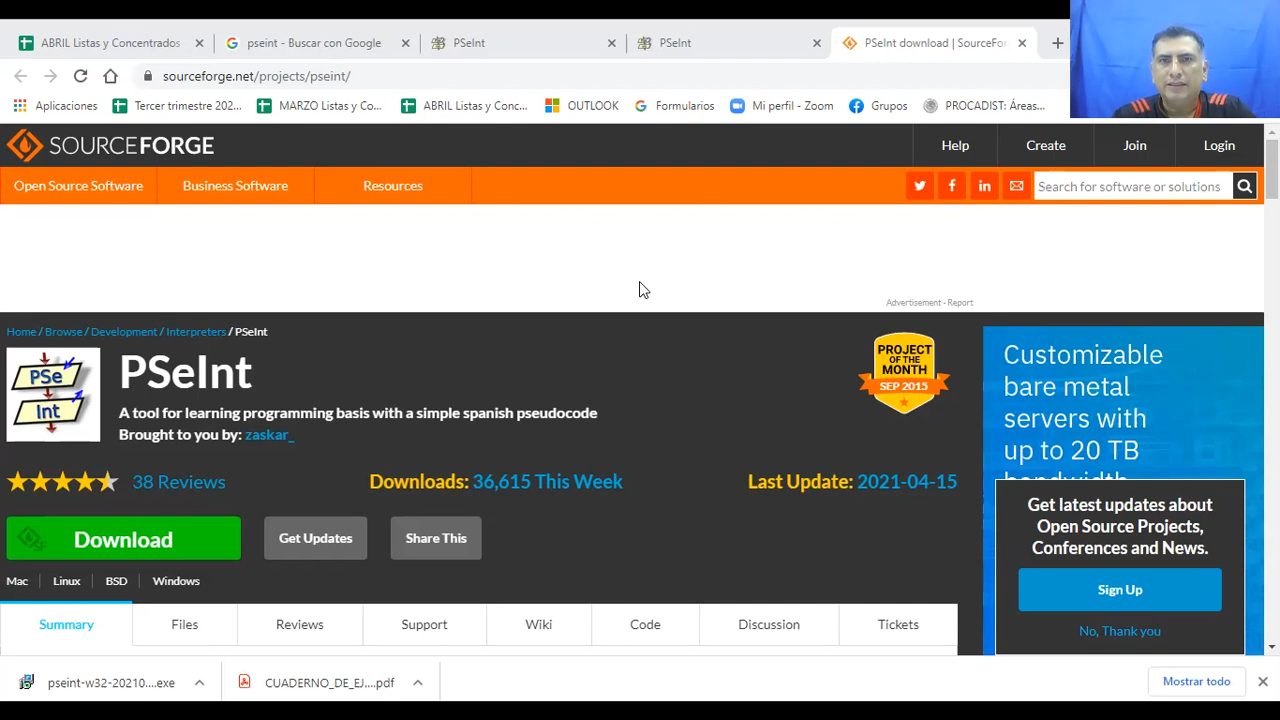 ABRIL Listas y Concentrados
pseint - Buscar con Google
PSeInt
PSeInt
PSeInt download | SourceFor
sourceforge.net/projects/pseint/
Aplicaciones
Tercer trimestre 202...
MARZO Listas y Co...
ABRIL Listas y Conc...
OUTLOOK
Formularios
Mi perfil - Zoom
Grupos
PROCADIST: Áreas...
SOURCEFORGE
Help
Create
Join
Login
Open Source Software
Business Software
Resources
Search for software or solutions
Advertisement - Report
Home / Browse / Development / Interpreters / PSeInt
PSe
Int
PSeInt
A tool for learning programming basis with a simple spanish pseudocode
Brought to you by: zaskar_
PROJECT
OF THE
MONTH
SEP 2015
38 Reviews
Downloads: 36,615 This Week
Last Update: 2021-04-15
Download
Get Updates
Share This
Mac
Linux
BSD
Windows
Summary
Files
Reviews
Support
Wiki
Code
Discussion
Tickets
Customizable
bare metal
servers with
up to 20 TB
bandwidth
Get latest updates about
Open Source Projects,
Conferences and News.
Sign Up
No, Thank you
pseint-w32-20210....exe
CUADERNO_DE_EJ....pdf
Mostrar todo